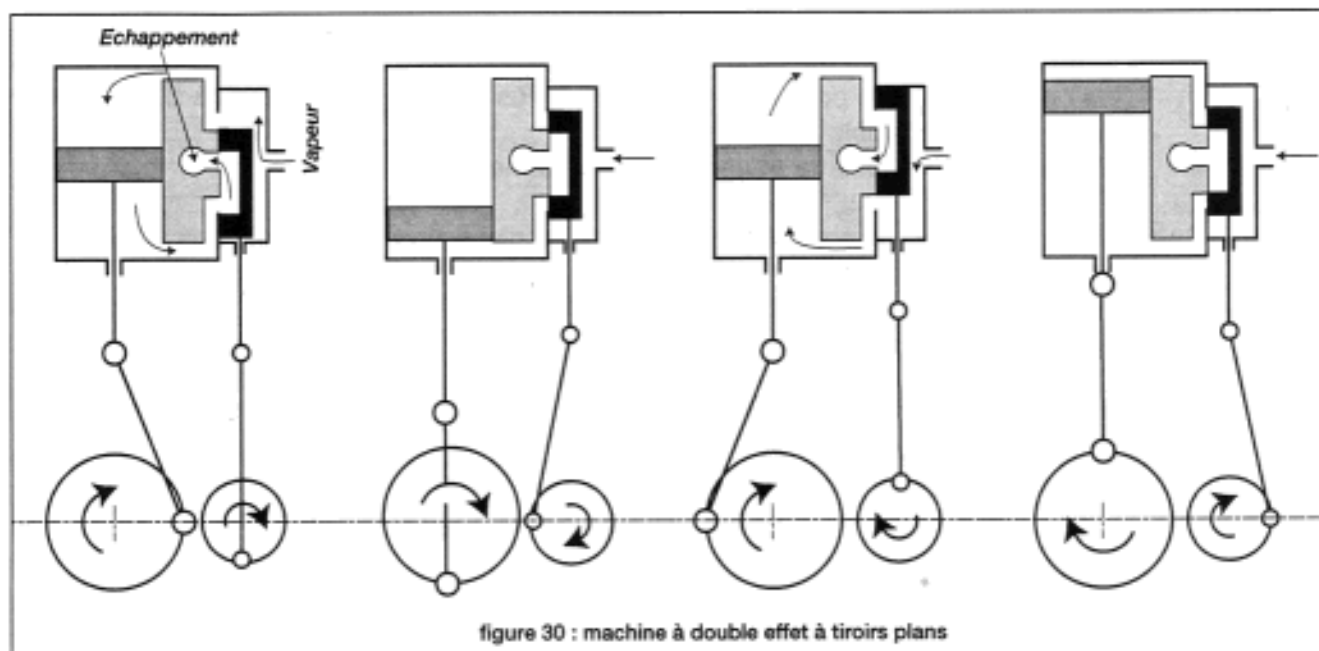 Echappement
Vapeur
figure 30 : machine à double effet à tiroirs plans